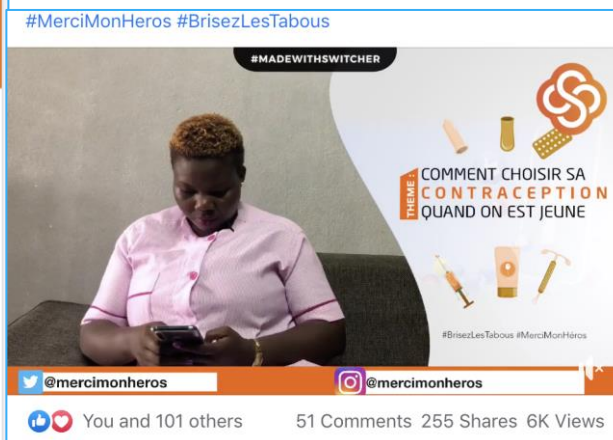 #MerciMonHeros #BrisezLesTabous
#MADEWITHSWITCHER
THEME :
COMMENT CHOISIR SA
CONTRACEPTION
QUAND ON EST JEUNE
#BrisezLesTabous #MerciMonHéros
@mercimonheros
@mercimonheros
You and 101 others
51 Comments 255 Shares 6K Views